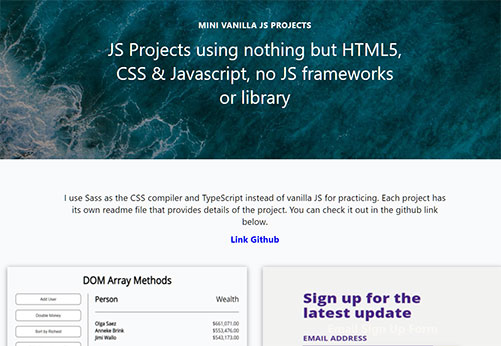 MINI VANILLA JS PROJECTS
JS Projects using nothing but HTML5,
CSS & Javascript, no JS frameworks
or library
I use Sass as the CSS compiler and TypeScript instead of vanilla JS for practicing. Each project has
its own readme file that provides details of the project. You can check it out in the github link
below.
Link Github
DOM Array Methods
Add User
Double Money
Sort by Richest
Person Wealth
Olga Saez $661,071.00
Anneke Brink $553,476.00
Jimi Wallo $543,173.00
Sign up for the
latest update
Email Sign Up Form
EMAIL ADDRESS